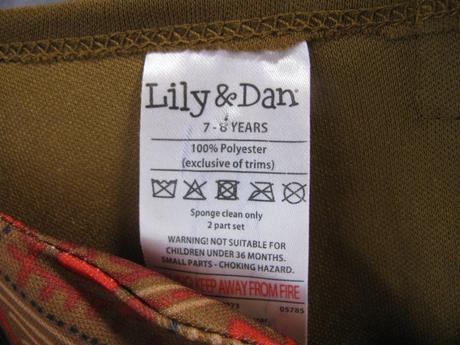 Lily & Dan
7 - 8 YEARS
100% Polyester
(exclusive of trims)
Sponge clean only
2 part set
WARNING! NOT SUITABLE FOR
CHILDREN UNDER 36 MONTHS.
SMALL PARTS - CHOKING HAZARD.
KEEP AWAY FROM FIRE
05785